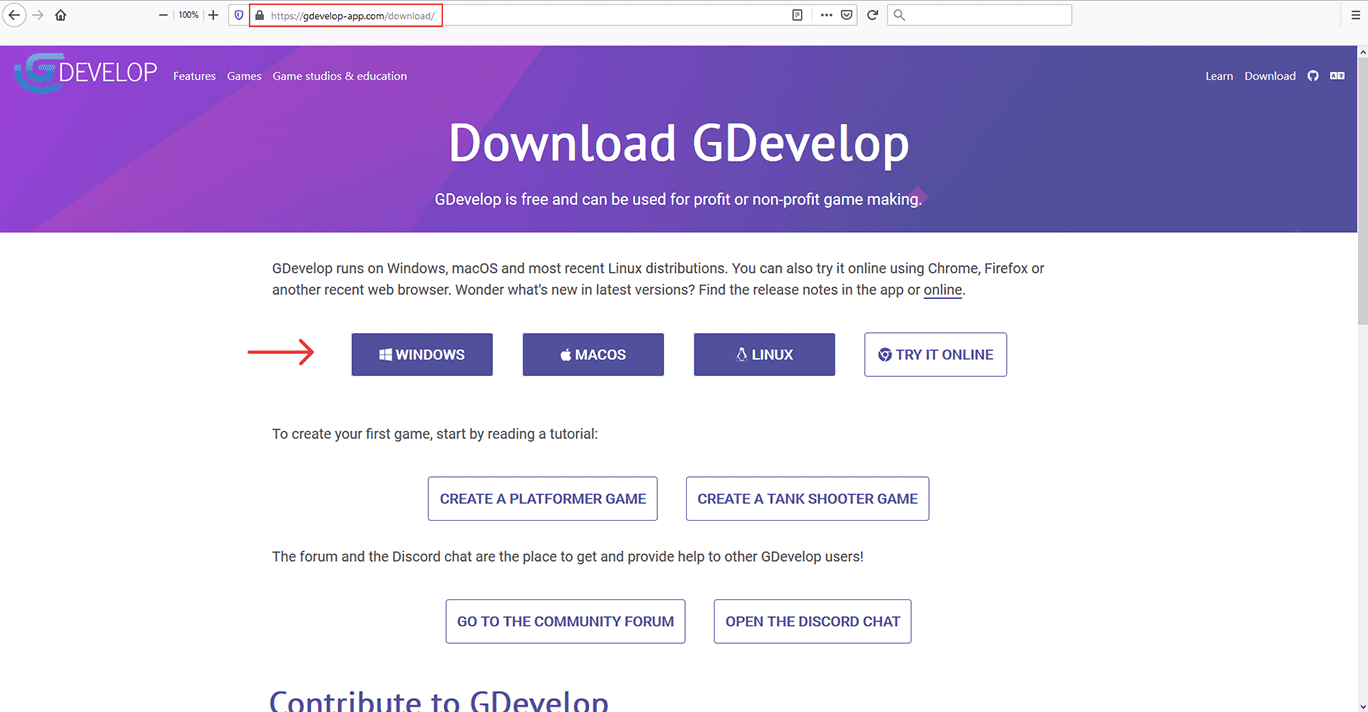 100%
https://gdevelop-app.com/download/
GDEVELOP Features Games Game studios & education Learn Download
Download GDevelop
GDevelop is free and can be used for profit or non-profit game making.
GDevelop runs on Windows, macOS and most recent Linux distributions. You can also try it online using Chrome, Firefox or
another recent web browser. Wonder what's new in latest versions? Find the release notes in the app or online.
WINDOWS MACOS LINUX TRY IT ONLINE
To create your first game, start by reading a tutorial:
CREATE A PLATFORMER GAME CREATE A TANK SHOOTER GAME
The forum and the Discord chat are the place to get and provide help to other GDevelop users!
GO TO THE COMMUNITY FORUM OPEN THE DISCORD CHAT
Contribute to GDevelop